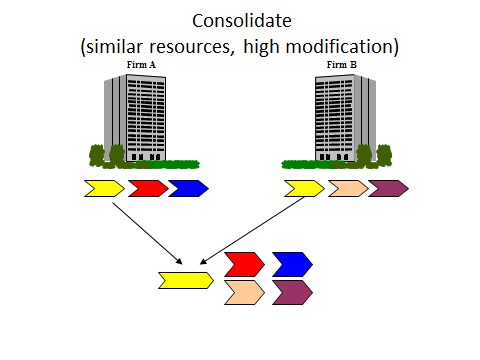 Consolidate
(similar resources, high modification)
Firm A
Firm B